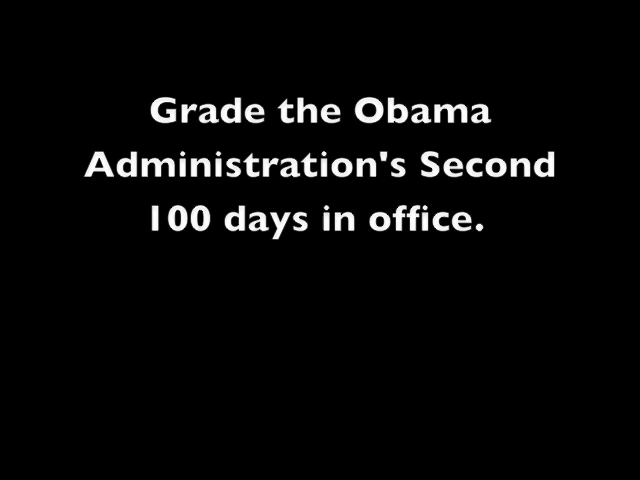 Grade the Obama
Administration's Second
100 days in office.